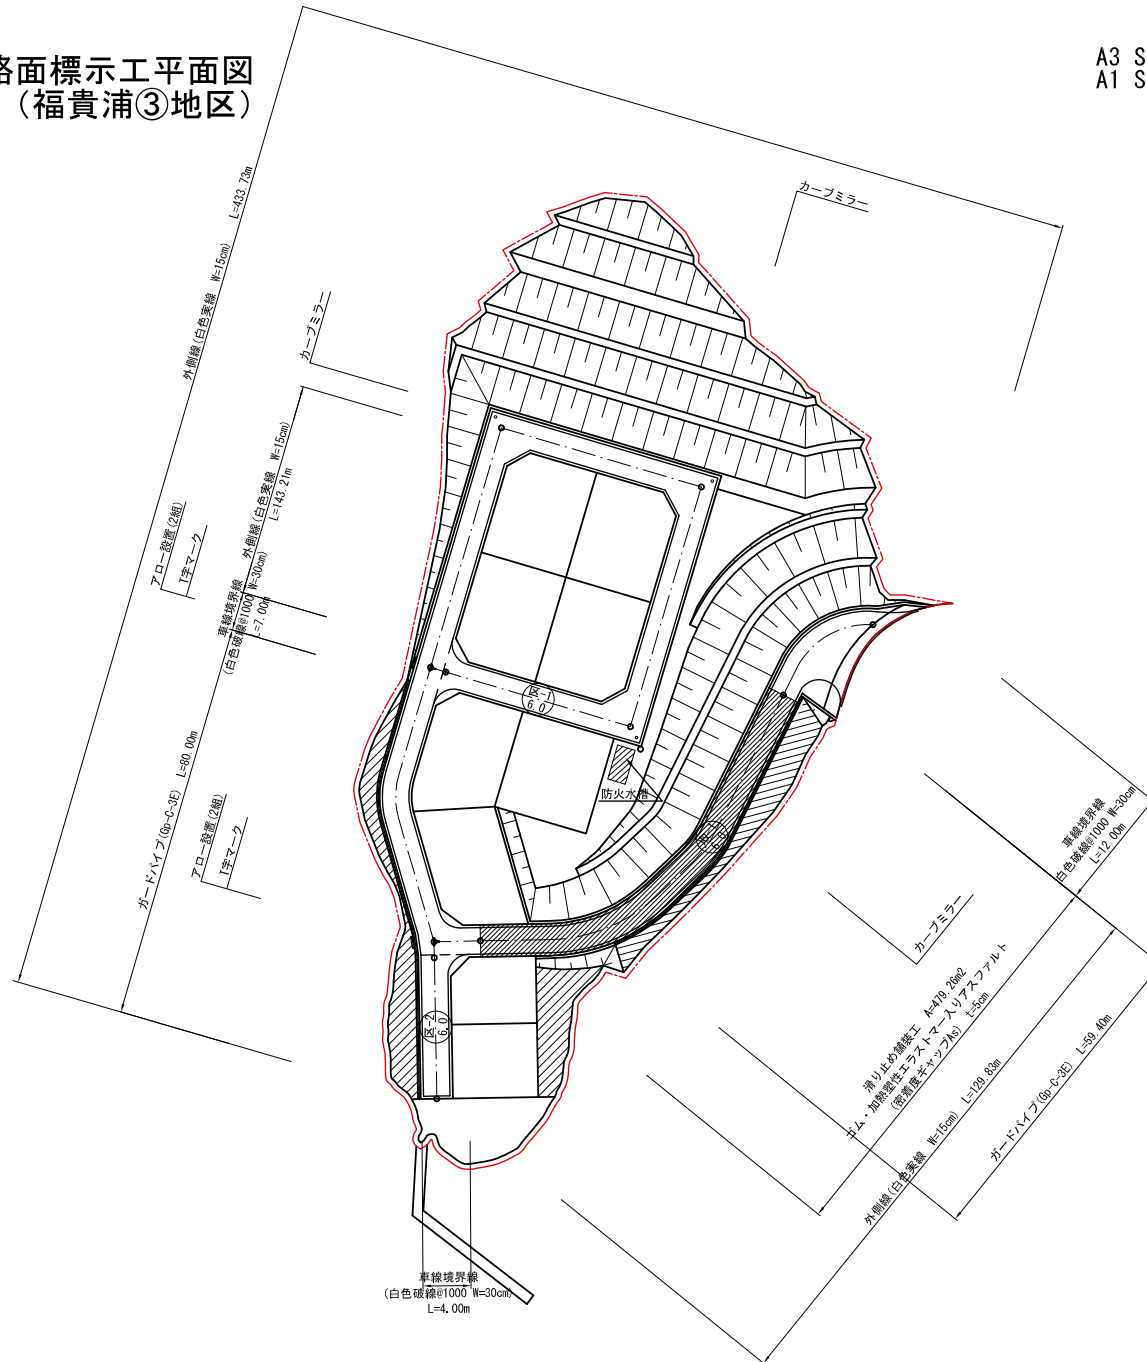 路面標示工平面図
（福貴浦③地区）
A3 S
A1 S
カーブミラー
外側線(白色実線 W=15cm) L=433.73m
カーブミラー
外側線(白色実線 W=15cm)
L=143.21m
アロー設置(2組)
T字マーク
車線境界線
(白色破線@1000 W=30cm)
L=7.00m
ガードパイプ(Gp-C-3E) L=80.00m
アロー設置(2組)
T字マーク
区-1
6.0
防火水槽
6.0
区-2
6.0
車線境界線
白色破線@1000 W=30cm
L=12.00m
カーブミラー
滑り止め舗装工 A=479.26m2
ゴム・加熱塑性エラストマー入りアスファルト
(密着度ギャップAs) t=5cm
外側線(白色実線 W=15cm) L=129.83m
ガードパイプ(Gp-C-3E) L=59.40m
車線境界線
(白色破線@1000 W=30cm)
L=4.00m